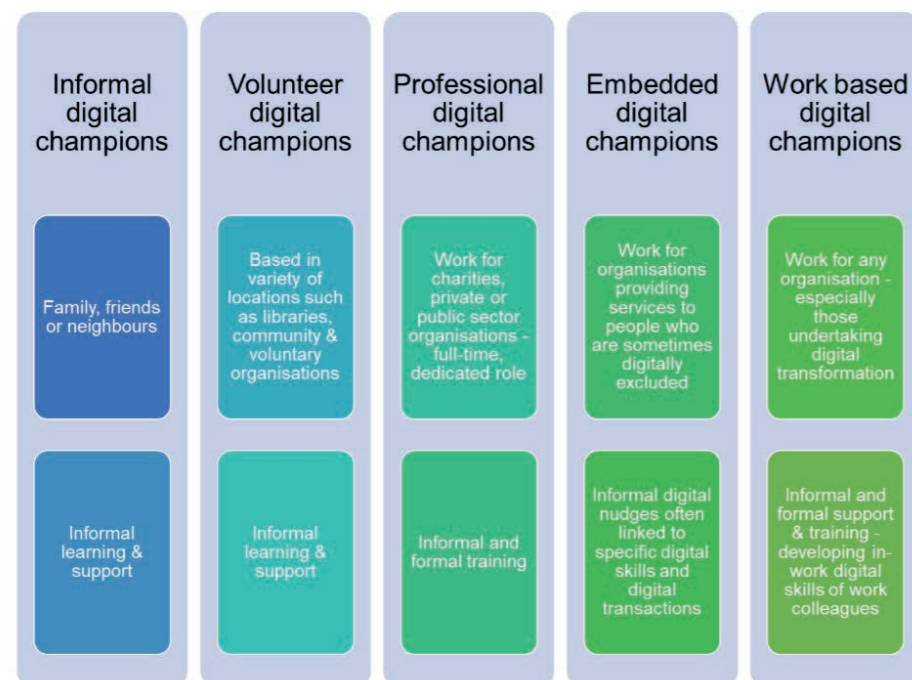 Informal
digital
champions
Family, friends
or neighbours
Informal
learning &
support
Volunteer
digital
champions
Based in
variety of
locations such
as libraries,
community &
voluntary
organisations
Informal
learning &
support
Professional
digital
champions
Work for
charities,
private or
public sector
organisations -
full-time,
dedicated role
Informal and
formal training
Embedded
digital
champions
Work for
organisations
providing
services to
people who
are sometimes
digitally
excluded
Informal digital
nudges often
linked to
specific digital
skills and
digital
transactions
Work based
digital
champions
Work for any
organisation -
especially
those
undertaking
digital
transformation
Informal and
formal support
& training -
developing in-
work digital
skills of work
colleagues